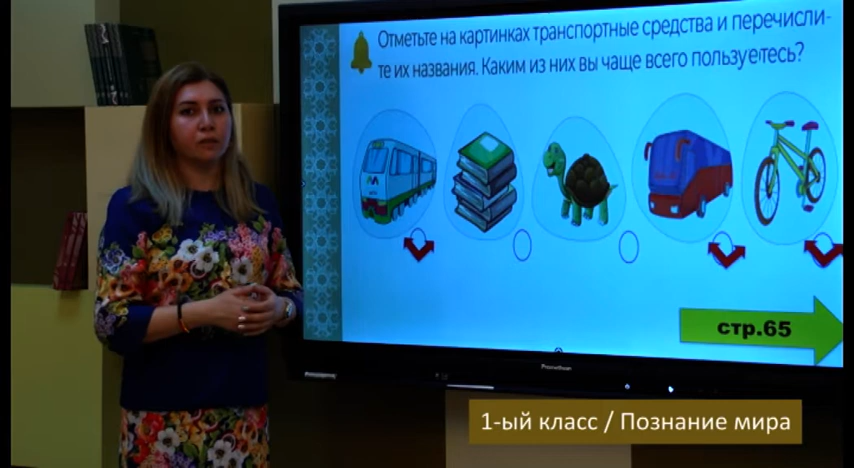 Отметьте на картинках транспортные средства и перечисли-
те их названия. Каким из них вы чаще всего пользуетесь?
стр.65
Promethean
1-ый класс / Познание мира